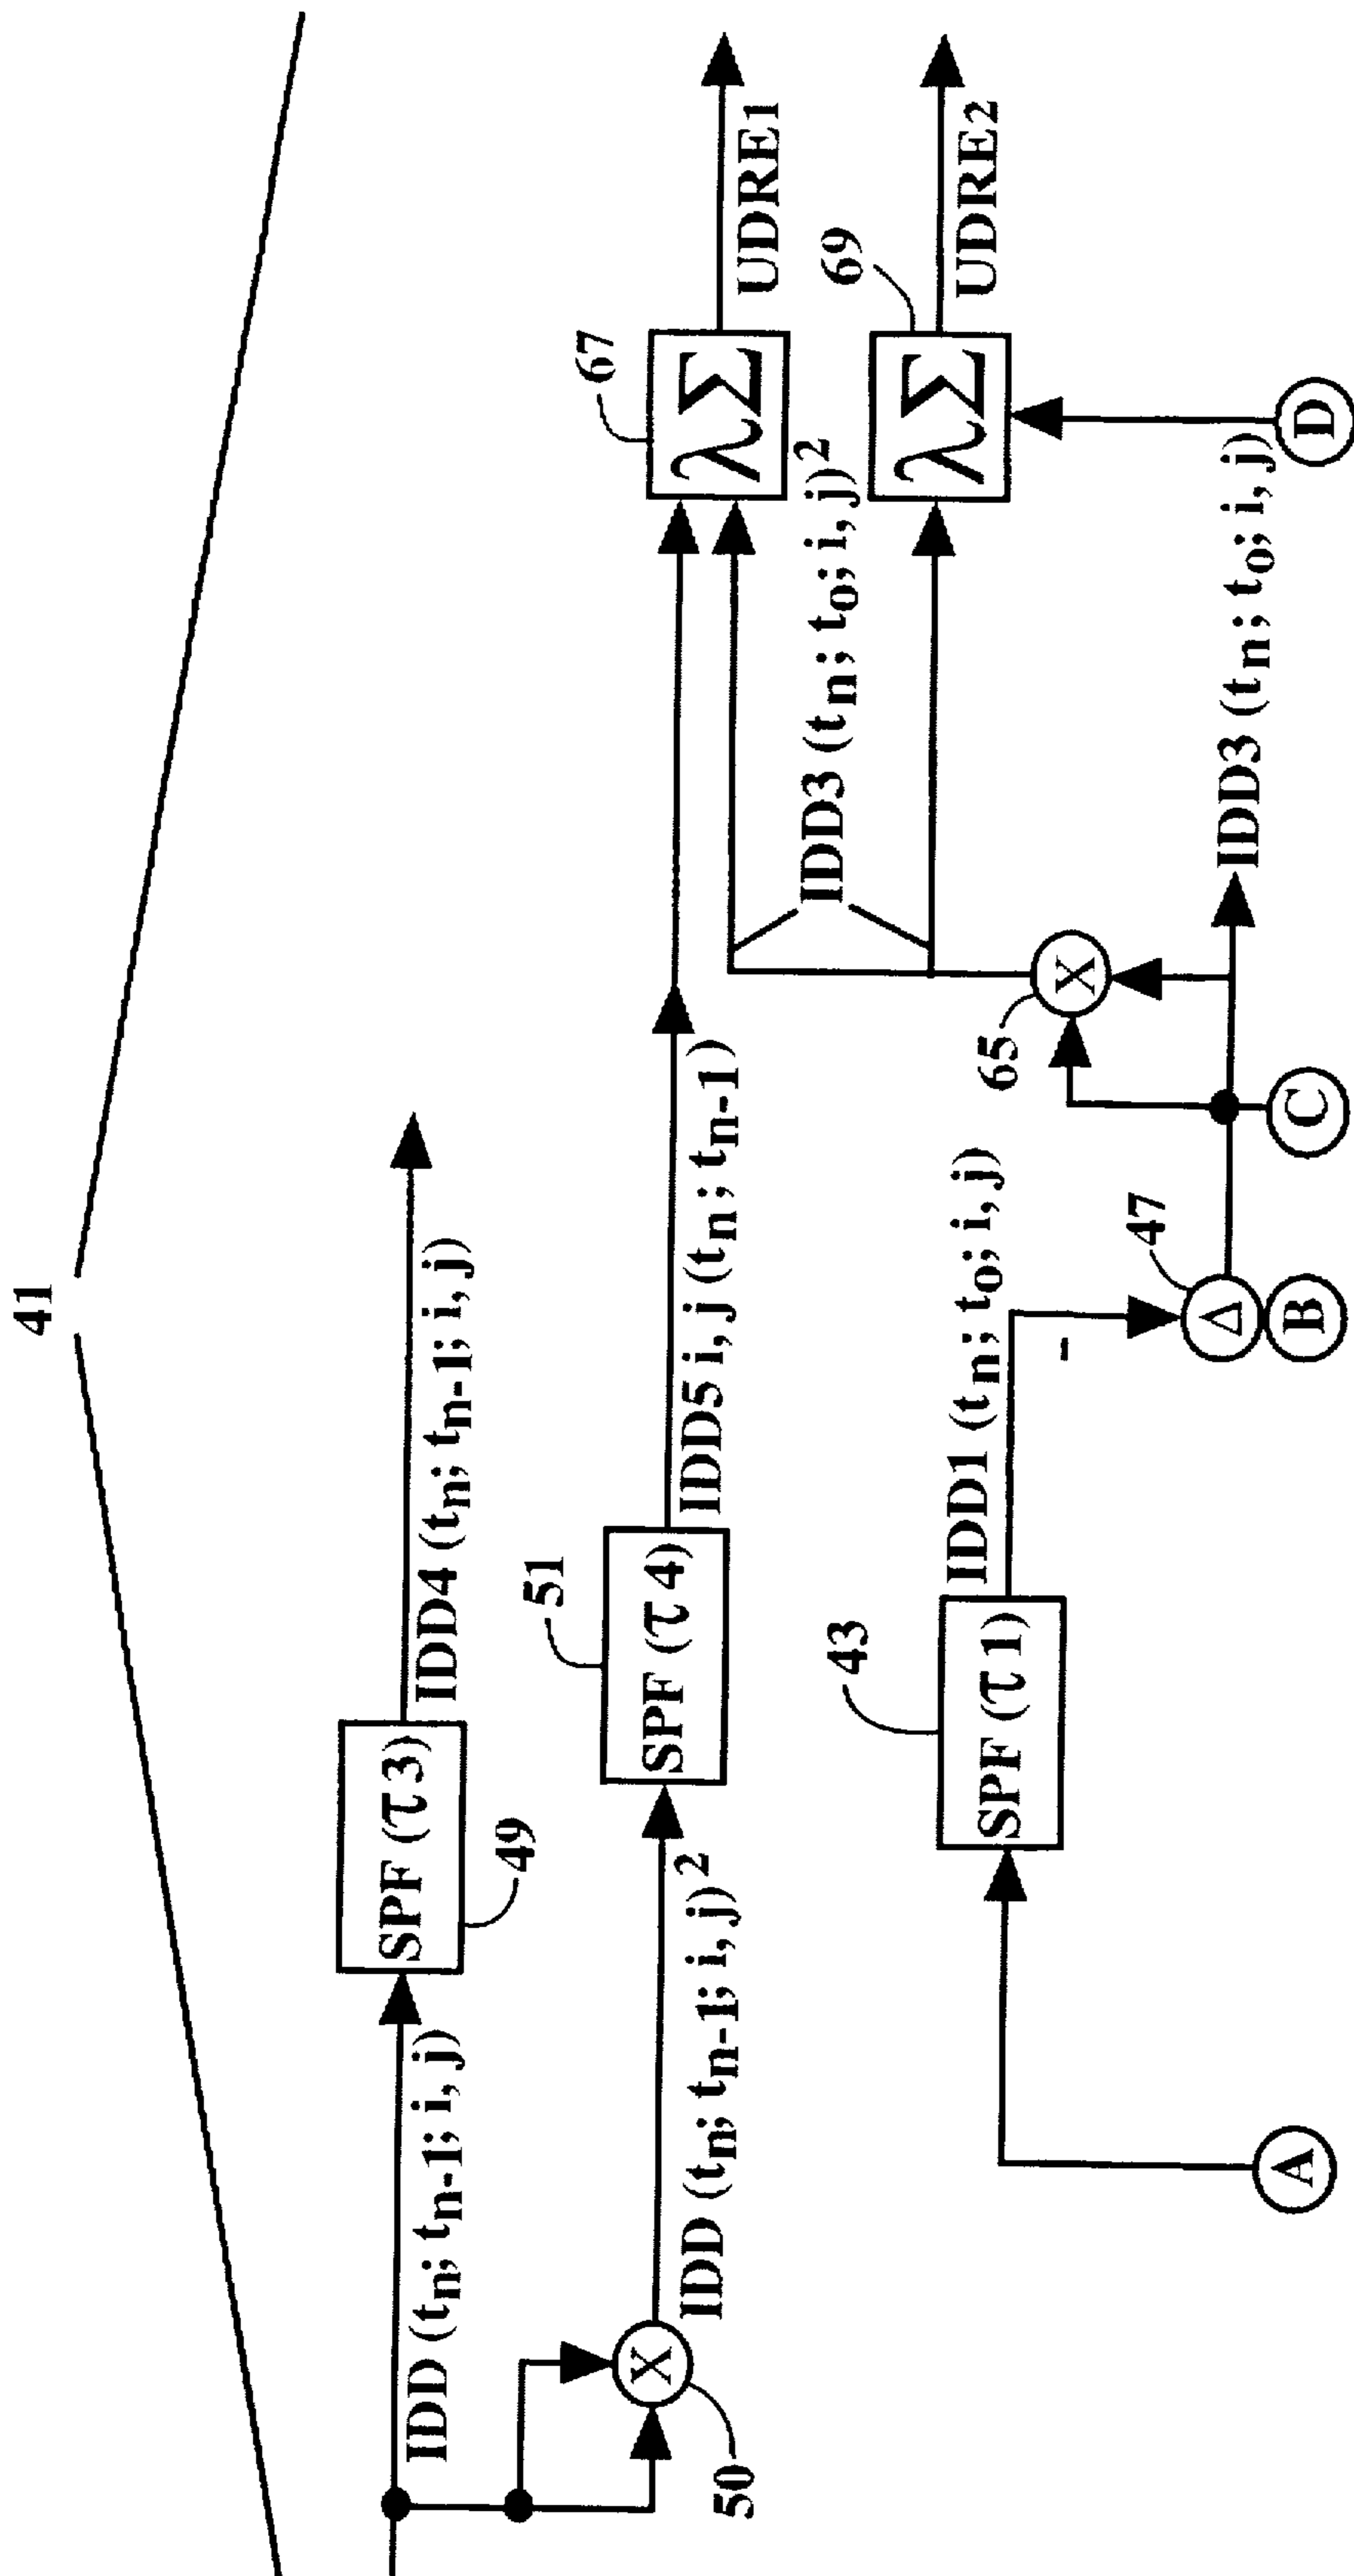 41
IDD (tn; tn-1; i, j)
SPF (τ3)
49
IDD4 (tn; tn-1; i, j)
X
50
IDD (tn; tn-1; i, j)²
SPF (τ4)
51
IDD5 i, j (tn; tn-1)
λΣ
67
UDRE1
IDD3 (tn; to; i, j)²
λΣ
69
UDRE2
A
SPF (τ1)
43
IDD1 (tn; to; i, j)
-
Δ
47
B
C
X
65
IDD3 (tn; to; i, j)
D